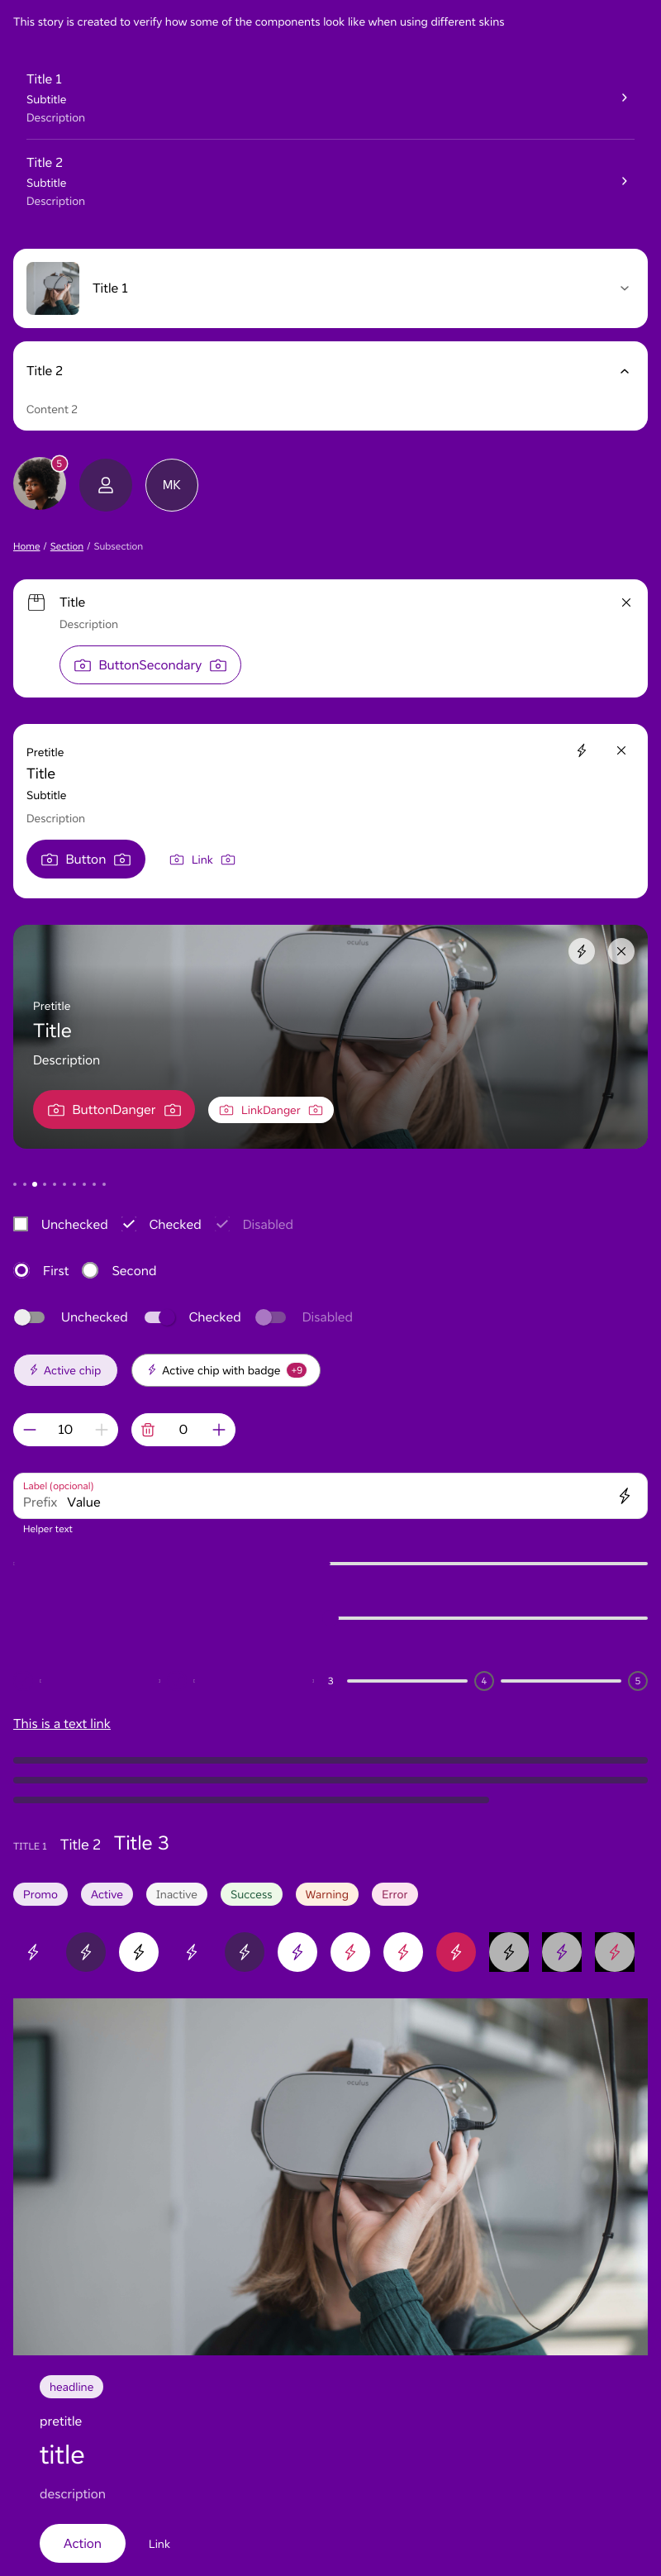 This story is created to verify how some of the components look like when using different skins
Title 1
Subtitle
Description
Title 2
Subtitle
Description
Title 1
Title 2
Content 2
5
MK
Home / Section / Subsection
Title
Description
ButtonSecondary
Pretitle
Title
Subtitle
Description
Button Link
oculus
Pretitle
Title
Description
ButtonDanger LinkDanger
Unchecked Checked Disabled
First Second
Unchecked Checked Disabled
Active chip Active chip with badge +9
10 0
Label (optional)
Prefix Value
Helper text
3 4 5
This is a text link
TITLE 1 Title 2 Title 3
Promo Active Inactive Success Warning Error
oculus
headline
pretitle
title
description
Action Link